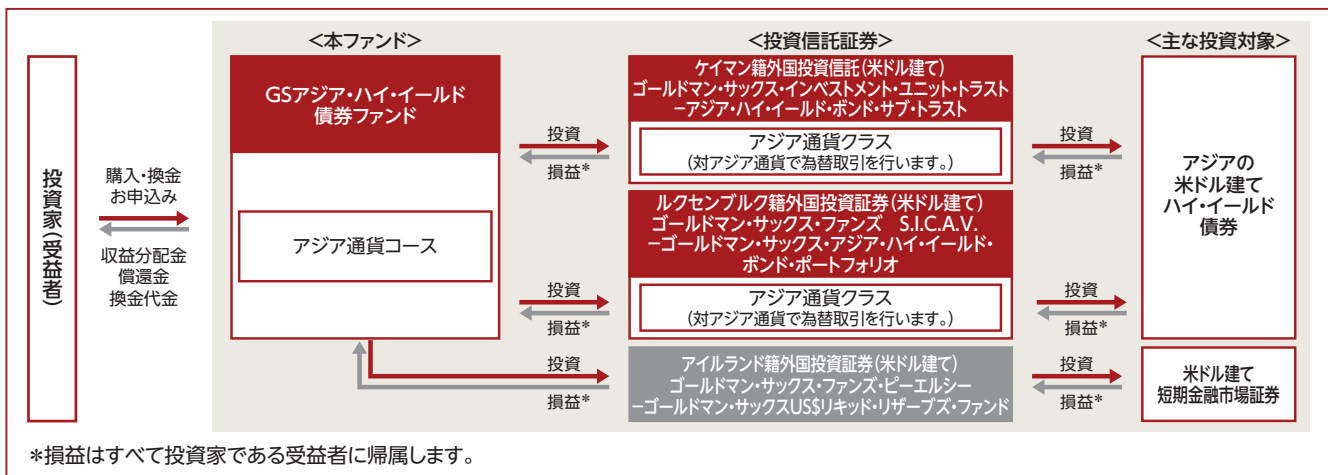 <本ファンド>
<投資信託証券>
<主な投資対象>
投資家(受益者)
購入・換金
お申込み
収益分配金
償還金
換金代金
GSアジア・ハイ・イールド
債券ファンド
アジア通貨コース
投資
損益*
投資
損益*
投資
損益*
ケイマン籍外国投資信託(米ドル建て)
ゴールドマン・サックス・インベストメント・ユニット・トラスト
−アジア・ハイ・イールド・ボンド・サブ・トラスト
アジア通貨クラス
(対アジア通貨で為替取引を行います。)
ルクセンブルク籍外国投資証券(米ドル建て)
ゴールドマン・サックス・ファンズ S.I.C.A.V.
−ゴールドマン・サックス・アジア・ハイ・イールド・
ボンド・ポートフォリオ
アジア通貨クラス
(対アジア通貨で為替取引を行います。)
アイルランド籍外国投資証券(米ドル建て)
ゴールドマン・サックス・ファンズ・ピーエルシー
−ゴールドマン・サックスUS$リキッド・リザーブズ・ファンド
投資
損益*
投資
損益*
投資
損益*
アジアの
米ドル建て
ハイ・イールド
債券
米ドル建て
短期金融市場証券
*損益はすべて投資家である受益者に帰属します。